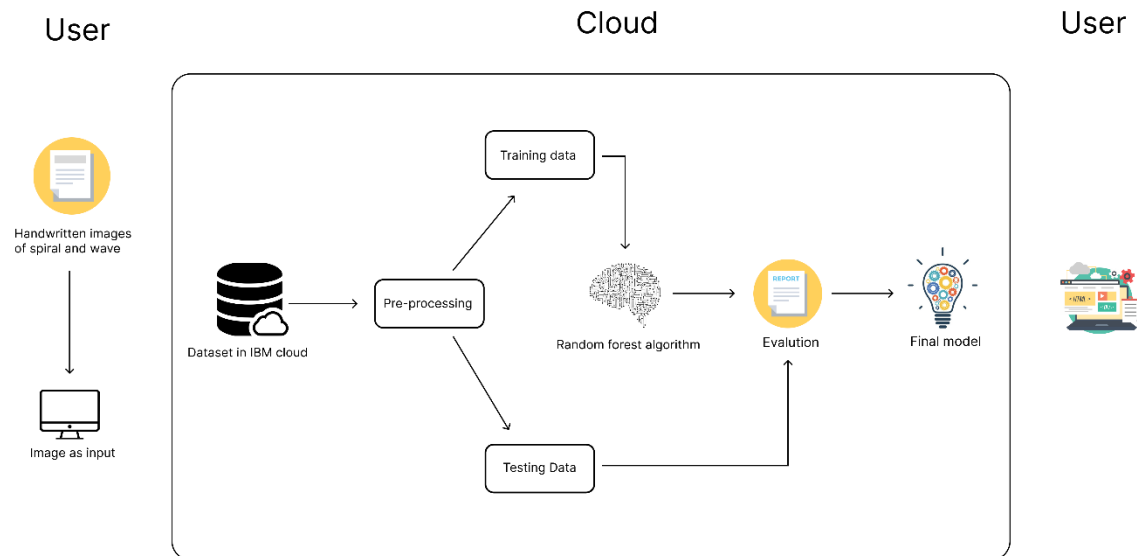 User
Cloud
User
Training data
Handwritten images
of spiral and wave
Pre-processing
REPORT
Dataset in IBM cloud
Random forest algorithm
Evalution
Final model
Image as input
Testing Data